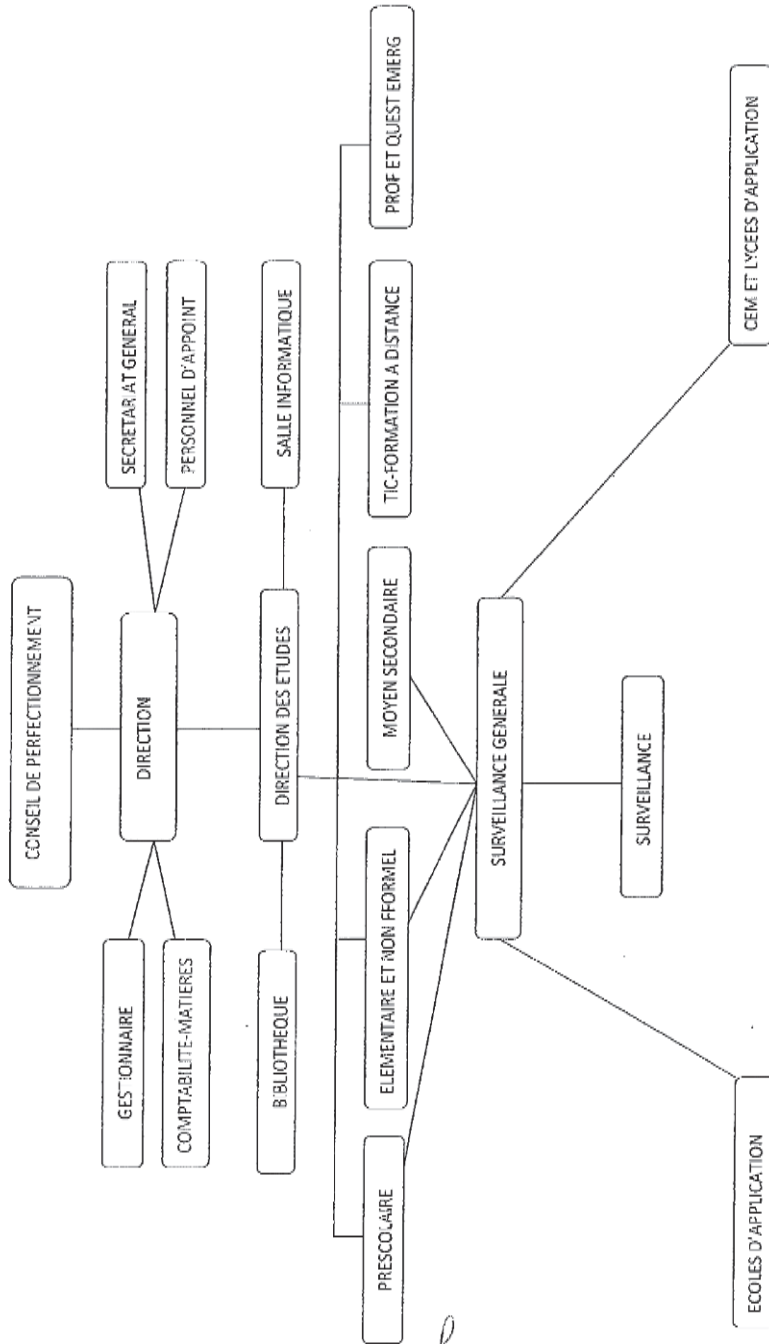 CONSEIL DE PERFECTIONNEMENT
GESTIONNAIRE
DIRECTION
SECRETARIAT GENERAL
COMPTABILITE-MATIERES
PERSONNEL D'APPOINT
BIBLIOTHEQUE
DIRECTION DES ETUDES
SALLE INFORMATIQUE
PRESCOLAIRE
ELEMENTAIRE ET NON FFORMEL
MOYEN SECONDAIRE
TIC-FORMATION A DISTANCE
PROF ET QUEST EMERG
SURVEILLANCE GENERALE
SURVEILLANCE
ECOLES D'APPLICATION
CEM ET LYCEES D'APPLICATION